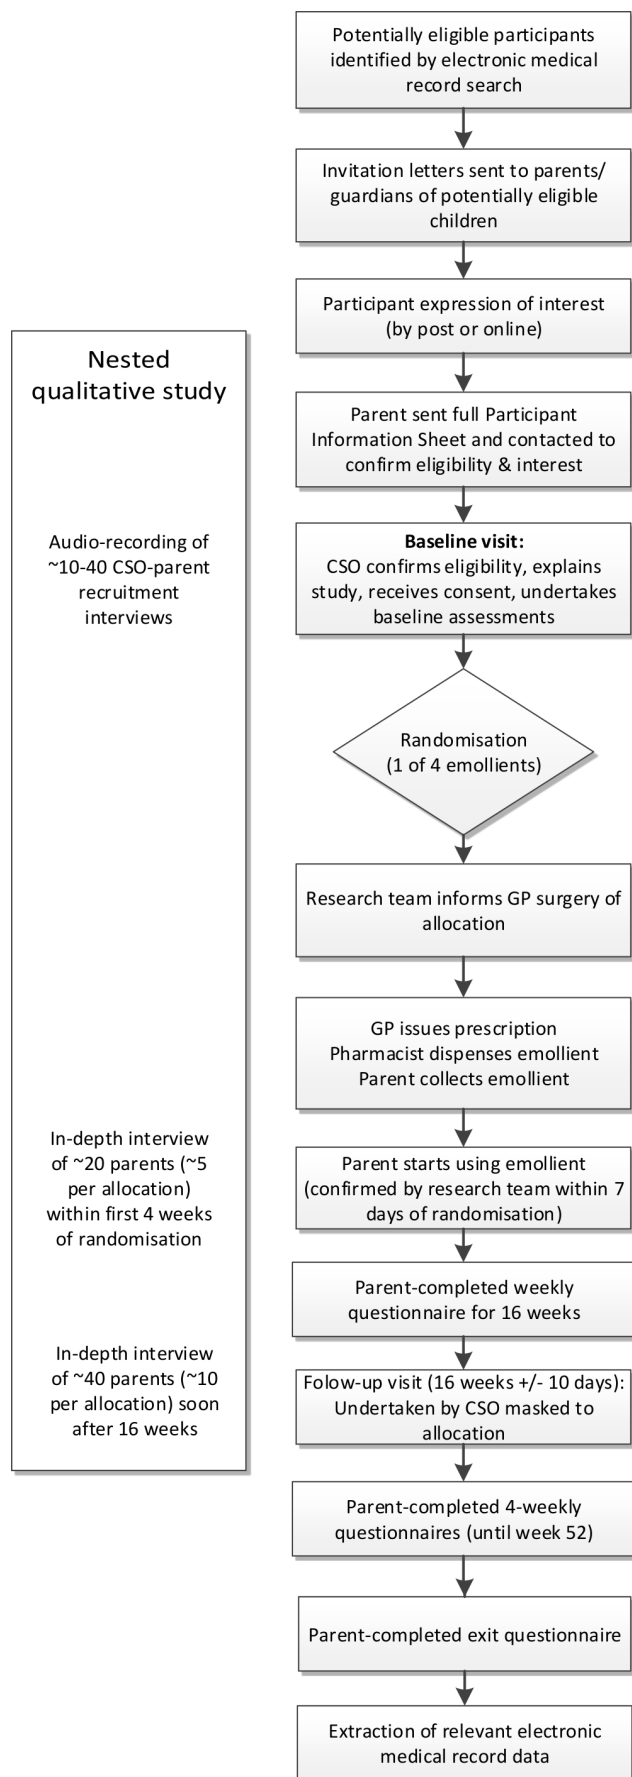 Potentially eligible participants
identified by electronic medical
record search
Invitation letters sent to parents/
guardians of potentially eligible
children
Participant expression of interest
(by post or online)
Parent sent full Participant
Information Sheet and contacted to
confirm eligibility & interest
Baseline visit:
CSO confirms eligibility, explains
study, receives consent, undertakes
baseline assessments
Randomisation
(1 of 4 emollients)
Research team informs GP surgery of
allocation
GP issues prescription
Pharmacist dispenses emollient
Parent collects emollient
Parent starts using emollient
(confirmed by research team within 7
days of randomisation)
Parent-completed weekly
questionnaire for 16 weeks
Folow-up visit (16 weeks +/- 10 days):
Undertaken by CSO masked to
allocation
Parent-completed 4-weekly
questionnaires (until week 52)
Parent-completed exit questionnaire
Extraction of relevant electronic
medical record data
Nested
qualitative study
Audio-recording of
~10-40 CSO-parent
recruitment
interviews
In-depth interview
of ~20 parents (~5
per allocation)
within first 4 weeks
of randomisation
In-depth interview
of ~40 parents (~10
per allocation) soon
after 16 weeks